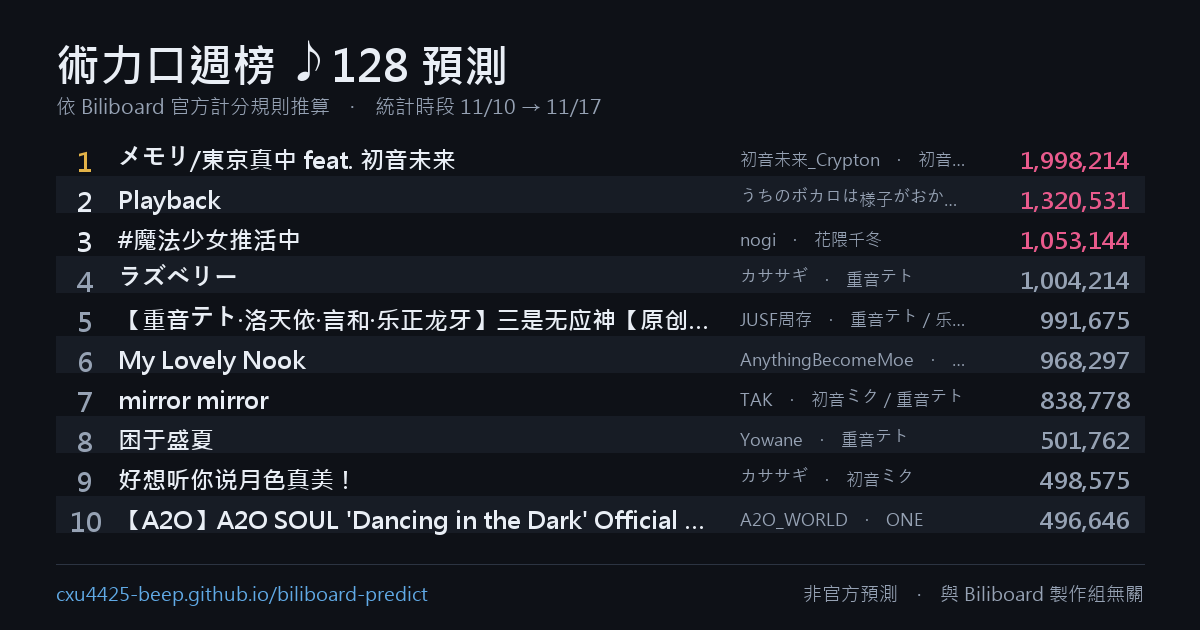 術力口週榜 ♪128 預測
依 Biliboard 官方計分規則推算 · 統計時段 11/10 → 11/17
1 メモリ/東京真中 feat. 初音未来 初音未来_Crypton · 初音... 1,998,214
2 Playback うちのボカロは様子がおか... 1,320,531
3 #魔法少女推活中 nogi · 花隈千冬 1,053,144
4 ラズベリー カササギ · 重音テト 1,004,214
5 【重音テト·洛天依·言和·乐正龙牙】三是无应神【原创... JUSF周存 · 重音テト / 乐... 991,675
6 My Lovely Nook AnythingBecomeMoe · ... 968,297
7 mirror mirror TAK · 初音ミク / 重音テト 838,778
8 困于盛夏 Yowane · 重音テト 501,762
9 好想听你说月色真美！ カササギ · 初音ミク 498,575
10 【A2O】A2O SOUL 'Dancing in the Dark' Official ... A2O_WORLD · ONE 496,646
cxu4425-beep.github.io/biliboard-predict 非官方預測 · 與 Biliboard 製作組無關